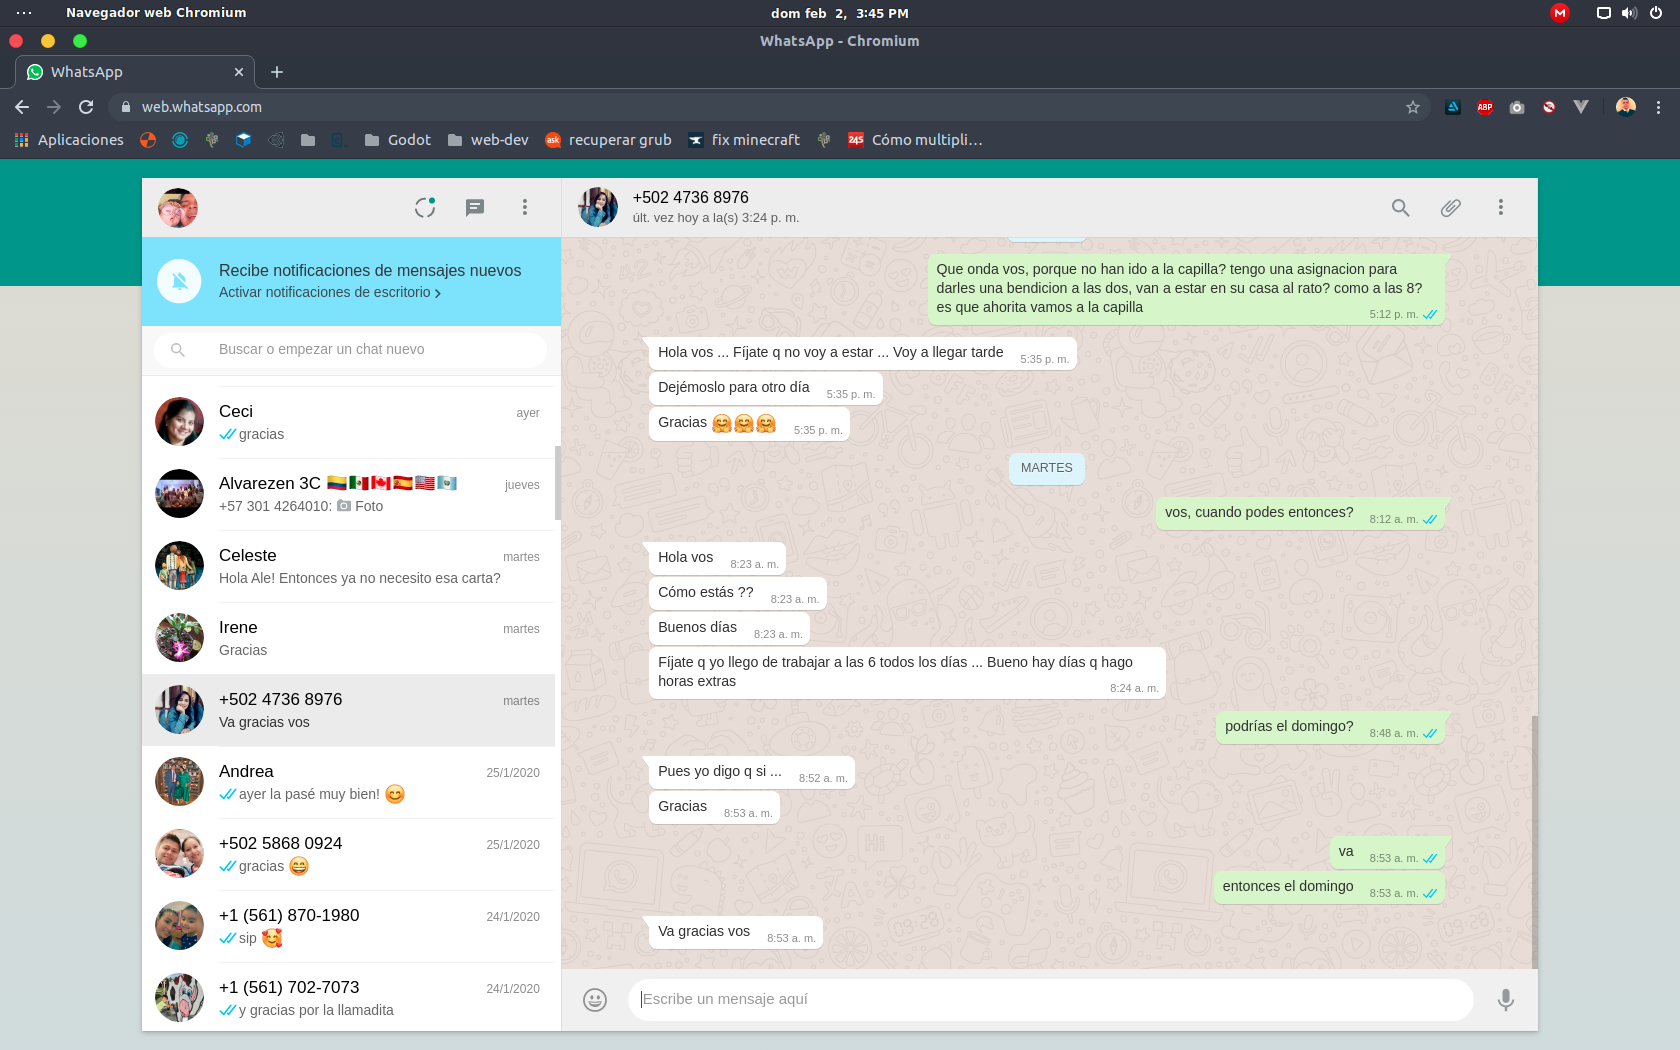 Navegador web Chromium
dom feb 2, 3:45 PM
WhatsApp - Chromium
WhatsApp
web.whatsapp.com
ABP
Aplicaciones
Godot
web-dev
ask
recuperar grub
fix minecraft
245
Cómo multipli...
+502 4736 8976
últ. vez hoy a la(s) 3:24 p. m.
Recibe notificaciones de mensajes nuevos
Activar notificaciones de escritorio
Buscar o empezar un chat nuevo
Ceci
ayer
gracias
Alvarezen 3C 🇨🇴🇲🇽🇨🇦🇪🇸🇺🇸🇬🇹
jueves
+57 301 4264010: Foto
Celeste
martes
Hola Ale! Entonces ya no necesito esa carta?
Irene
martes
Gracias
+502 4736 8976
martes
Va gracias vos
Andrea
25/1/2020
ayer la pasé muy bien! 😊
+502 5868 0924
25/1/2020
gracias 😄
+1 (561) 870-1980
24/1/2020
sip 🥰
+1 (561) 702-7073
24/1/2020
y gracias por la llamadita
Que onda vos, porque no han ido a la capilla? tengo una asignacion para
darles una bendicion a las dos, van a estar en su casa al rato? como a las 8?
es que ahorita vamos a la capilla
5:12 p. m.
Hola vos ... Fíjate q no voy a estar ... Voy a llegar tarde
5:35 p. m.
Dejémoslo para otro día
5:35 p. m.
Gracias 🤗🤗🤗
5:35 p. m.
MARTES
vos, cuando podes entonces?
8:12 a. m.
Hola vos
8:23 a. m.
Cómo estás ??
8:23 a. m.
Buenos días
8:23 a. m.
Fíjate q yo llego de trabajar a las 6 todos los días ... Bueno hay días q hago
horas extras
8:24 a. m.
podrías el domingo?
8:48 a. m.
Pues yo digo q si ...
8:52 a. m.
Gracias
8:53 a. m.
va
8:53 a. m.
entonces el domingo
8:53 a. m.
Va gracias vos
8:53 a. m.
Escribe un mensaje aquí